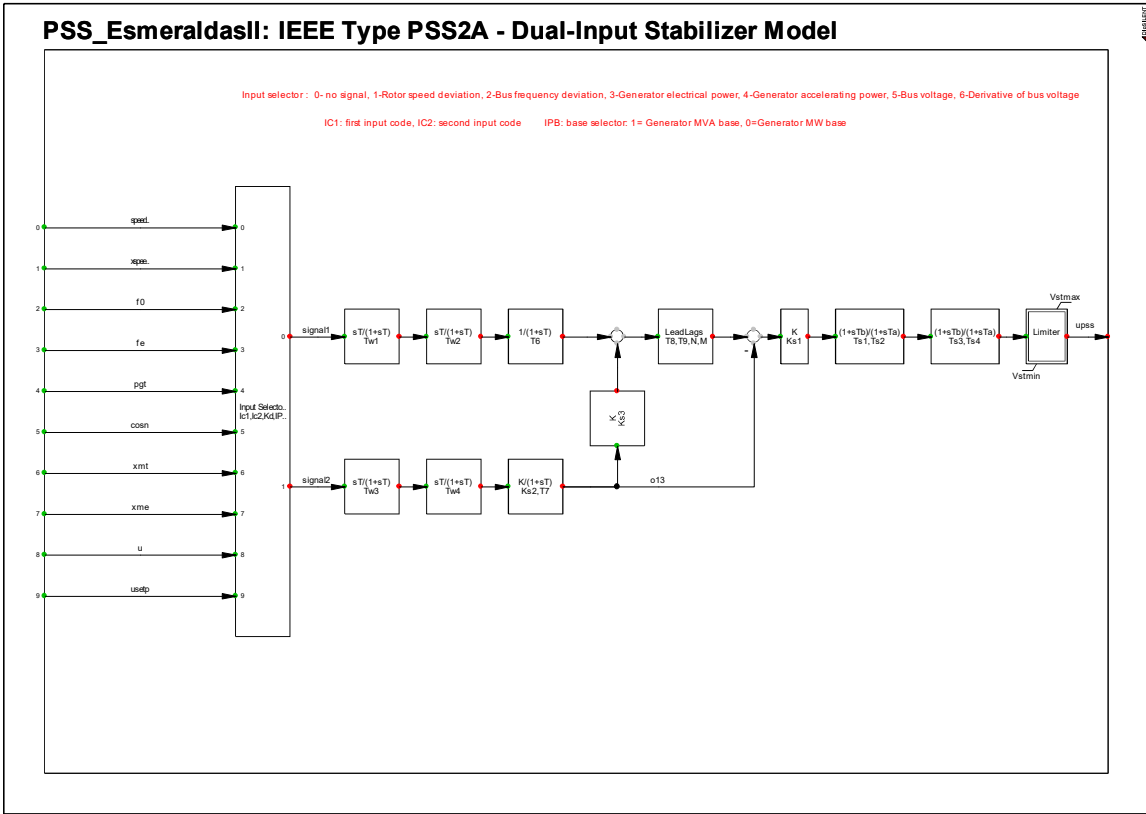 PSS_EsmeraldasII: IEEE Type PSS2A - Dual-Input Stabilizer Model
DIgSILENT
Input selector : 0- no signal, 1-Rotor speed deviation, 2-Bus frequency deviation, 3-Generator electrical power, 4-Generator accelerating power, 5-Bus voltage, 6-Derivative of bus voltage
IC1: first input code, IC2: second input code IPB: base selector: 1= Generator MVA base, 0=Generator MW base
0 speed.. 0
1 xspee.. 1
2 f0 2
3 fe 3
4 pgt 4
5 cosn 5
6 xmt 6
7 xme 7
8 u 8
9 usetp 9
Input Selecto..
Ic1,Ic2,Kd,IP..
0 signal1
sT/(1+sT)
Tw1
sT/(1+sT)
Tw2
1/(1+sT)
T6
LeadLags
T8,T9,N,M
-
K
Ks1
(1+sTb)/(1+sTa)
Ts1,Ts2
(1+sTb)/(1+sTa)
Ts3,Ts4
Vstmax
Limiter
Vstmin
upss
K
Ks3
1 signal2
sT/(1+sT)
Tw3
sT/(1+sT)
Tw4
K/(1+sT)
Ks2,T7
o13